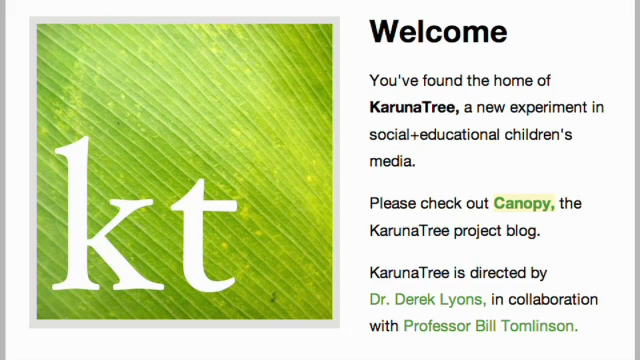 kt
Welcome
You've found the home of
KarunaTree, a new experiment in
social+educational children's
media.
Please check out Canopy, the
KarunaTree project blog.
KarunaTree is directed by
Dr. Derek Lyons, in collaboration
with Professor Bill Tomlinson.